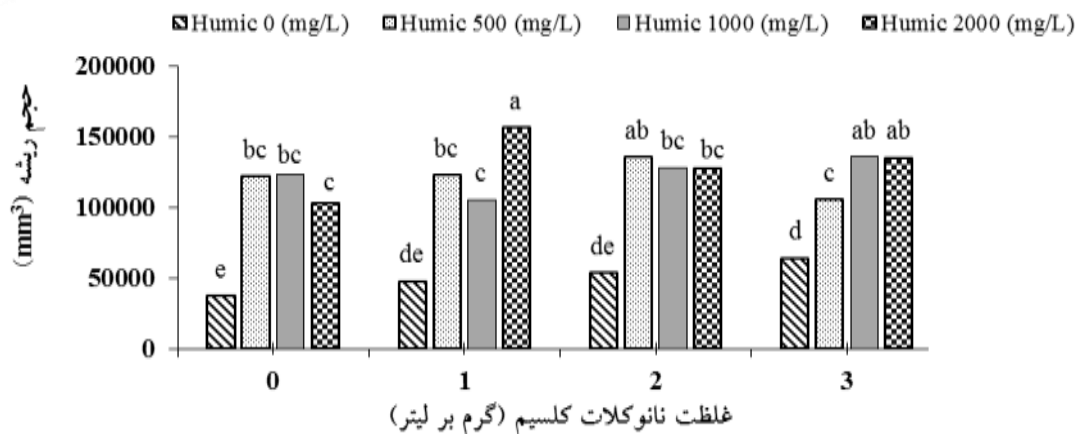 Humic 0 (mg/L) Humic 500 (mg/L) Humic 1000 (mg/L) Humic 2000 (mg/L)
حجم ریشه (mm³)
200000
150000
100000
50000
0
e bc bc c
de bc c a
de ab bc bc
d c ab ab
0 1 2 3
غلظت نانوکلات کلسیم (گرم بر لیتر)